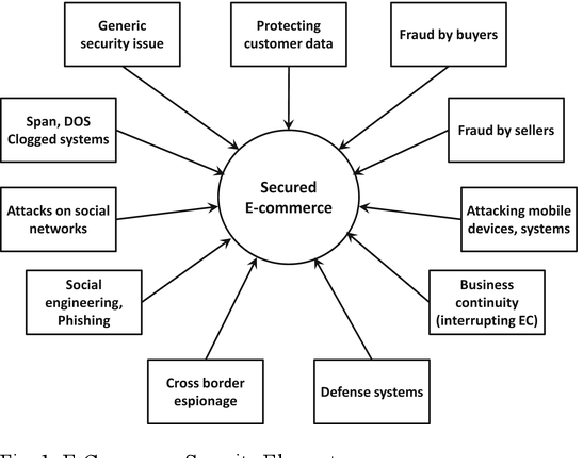 Generic
security issue
Protecting
customer data
Fraud by buyers
Span, DOS
Clogged systems
Fraud by sellers
Secured
E-commerce
Attacks on social
networks
Attacking mobile
devices, systems
Social
engineering,
Phishing
Business
continuity
(interrupting EC)
Cross border
espionage
Defense systems